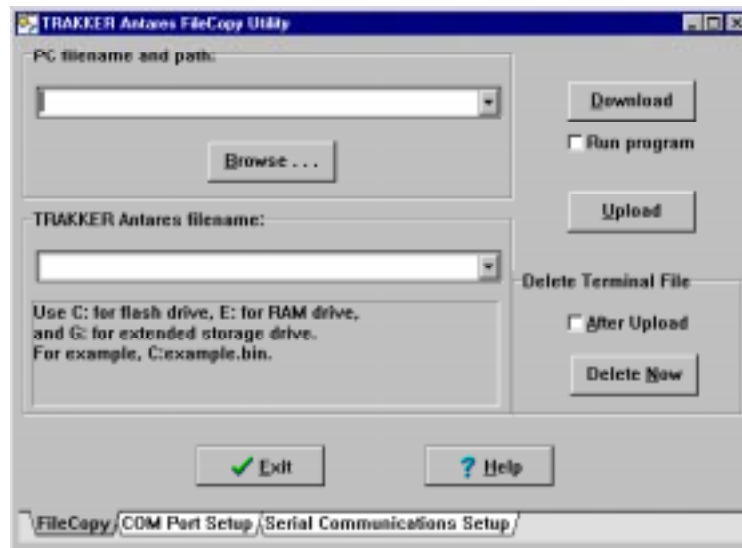 TRAKKER Antares FileCopy Utility
PC filename and path:
Download
Run program
Browse . . .
Upload
TRAKKER Antares filename:
Delete Terminal File
Use C: for flash drive, E: for RAM drive,
and G: for extended storage drive.
For example, C:example.bin.
After Upload
Delete Now
Exit
? Help
FileCopy
COM Port Setup
Serial Communications Setup